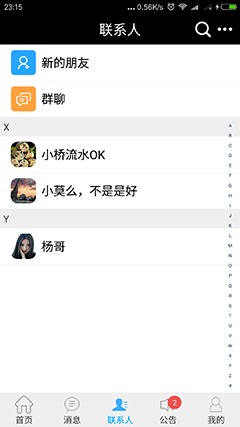 23:15
0.56K/s
联系人
新的朋友
群聊
X
小桥流水OK
小莫么，不是是好
Y
杨哥
A
B
C
D
E
F
G
H
I
J
K
L
M
N
O
P
Q
R
S
T
U
V
W
X
Y
Z
#
首页
消息
联系人
2
公告
我的